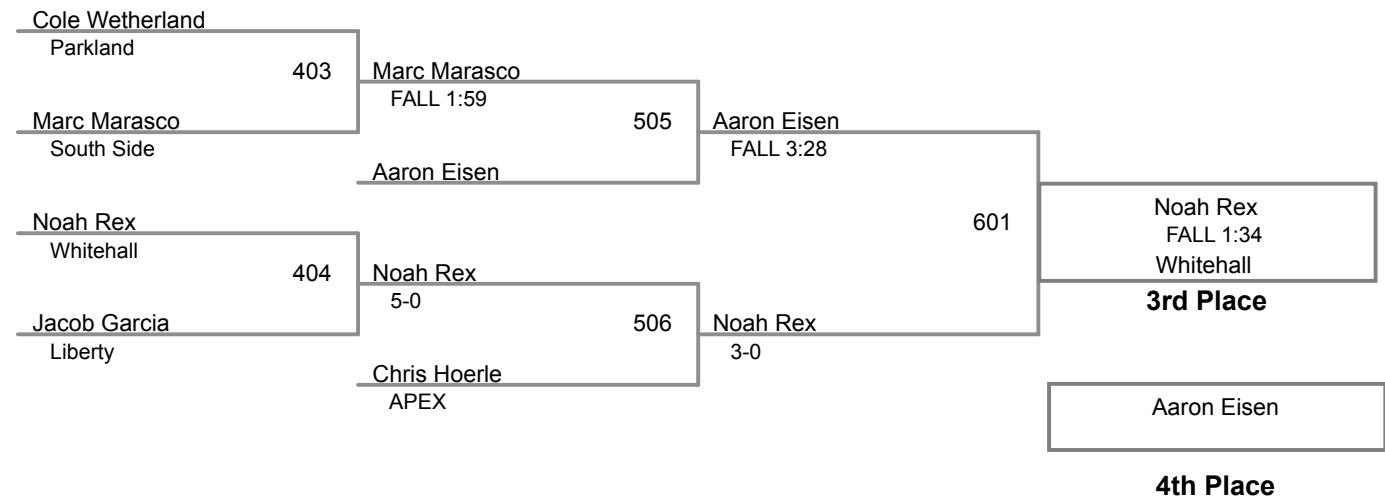 Cole Wetherland
Parkland
403
Marc Marasco
FALL 1:59
Marc Marasco
South Side
505
Aaron Eisen
FALL 3:28
Aaron Eisen
Noah Rex
Whitehall
601
Noah Rex
FALL 1:34
Whitehall
3rd Place
404
Noah Rex
5-0
Jacob Garcia
Liberty
506
Noah Rex
3-0
Chris Hoerle
APEX
Aaron Eisen
4th Place